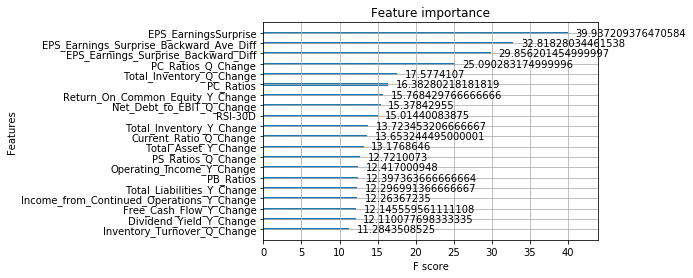 Feature importance
EPS_EarningsSurprise 39.937209376470584
EPS_Earnings_Surprise_Backward_Ave_Diff 32.81828034461538
EPS_Earnings_Surprise_Backward_Diff 29.856201454999997
PC_Ratios_Q_Change 25.090283174999996
Total_Inventory_Q_Change 17.5774107
PC_Ratios 16.38280218181819
Return_On_Common_Equity_Y_Change 15.768429766666666
Net_Debt_to_EBIT_Q_Change 15.37842955
RSI-30D 15.01440083875
Total_Inventory_Y_Change 13.723453206666667
Current_Ratio_Q_Change 13.653244495000001
Total_Asset_Y_Change 13.1768646
PS_Ratios_Q_Change 12.7210073
Operating_Income_Y_Change 12.417000948
PB_Ratios 12.397363666666664
Total_Liabilities_Y_Change 12.296991366666667
Income_from_Continued_Operations_Y_Change 12.26367235
Free_Cash_Flow_Y_Change 12.145559561111108
Dividend_Yield_Y_Change 12.110077698333335
Inventory_Turnover_Q_Change 11.2843508525
Features
0 5 10 15 20 25 30 35 40
F score